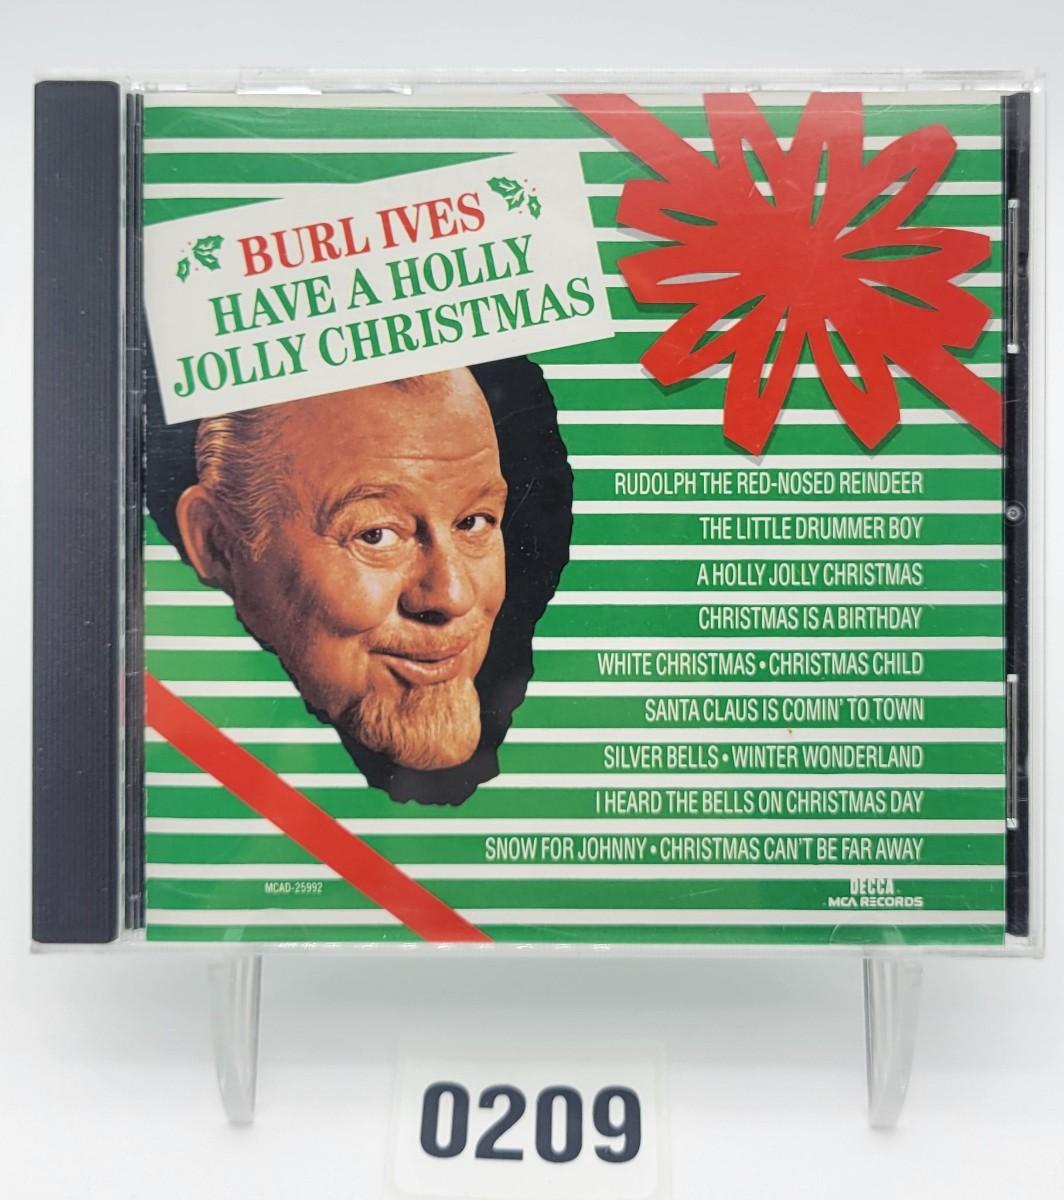 BURL IVES
HAVE A HOLLY
JOLLY CHRISTMAS
RUDOLPH THE RED-NOSED REINDEER
THE LITTLE DRUMMER BOY
A HOLLY JOLLY CHRISTMAS
CHRISTMAS IS A BIRTHDAY
WHITE CHRISTMAS • CHRISTMAS CHILD
SANTA CLAUS IS COMIN' TO TOWN
SILVER BELLS • WINTER WONDERLAND
I HEARD THE BELLS ON CHRISTMAS DAY
SNOW FOR JOHNNY • CHRISTMAS CAN'T BE FAR AWAY
MCAD-25992
DECCA
MCA RECORDS
0209